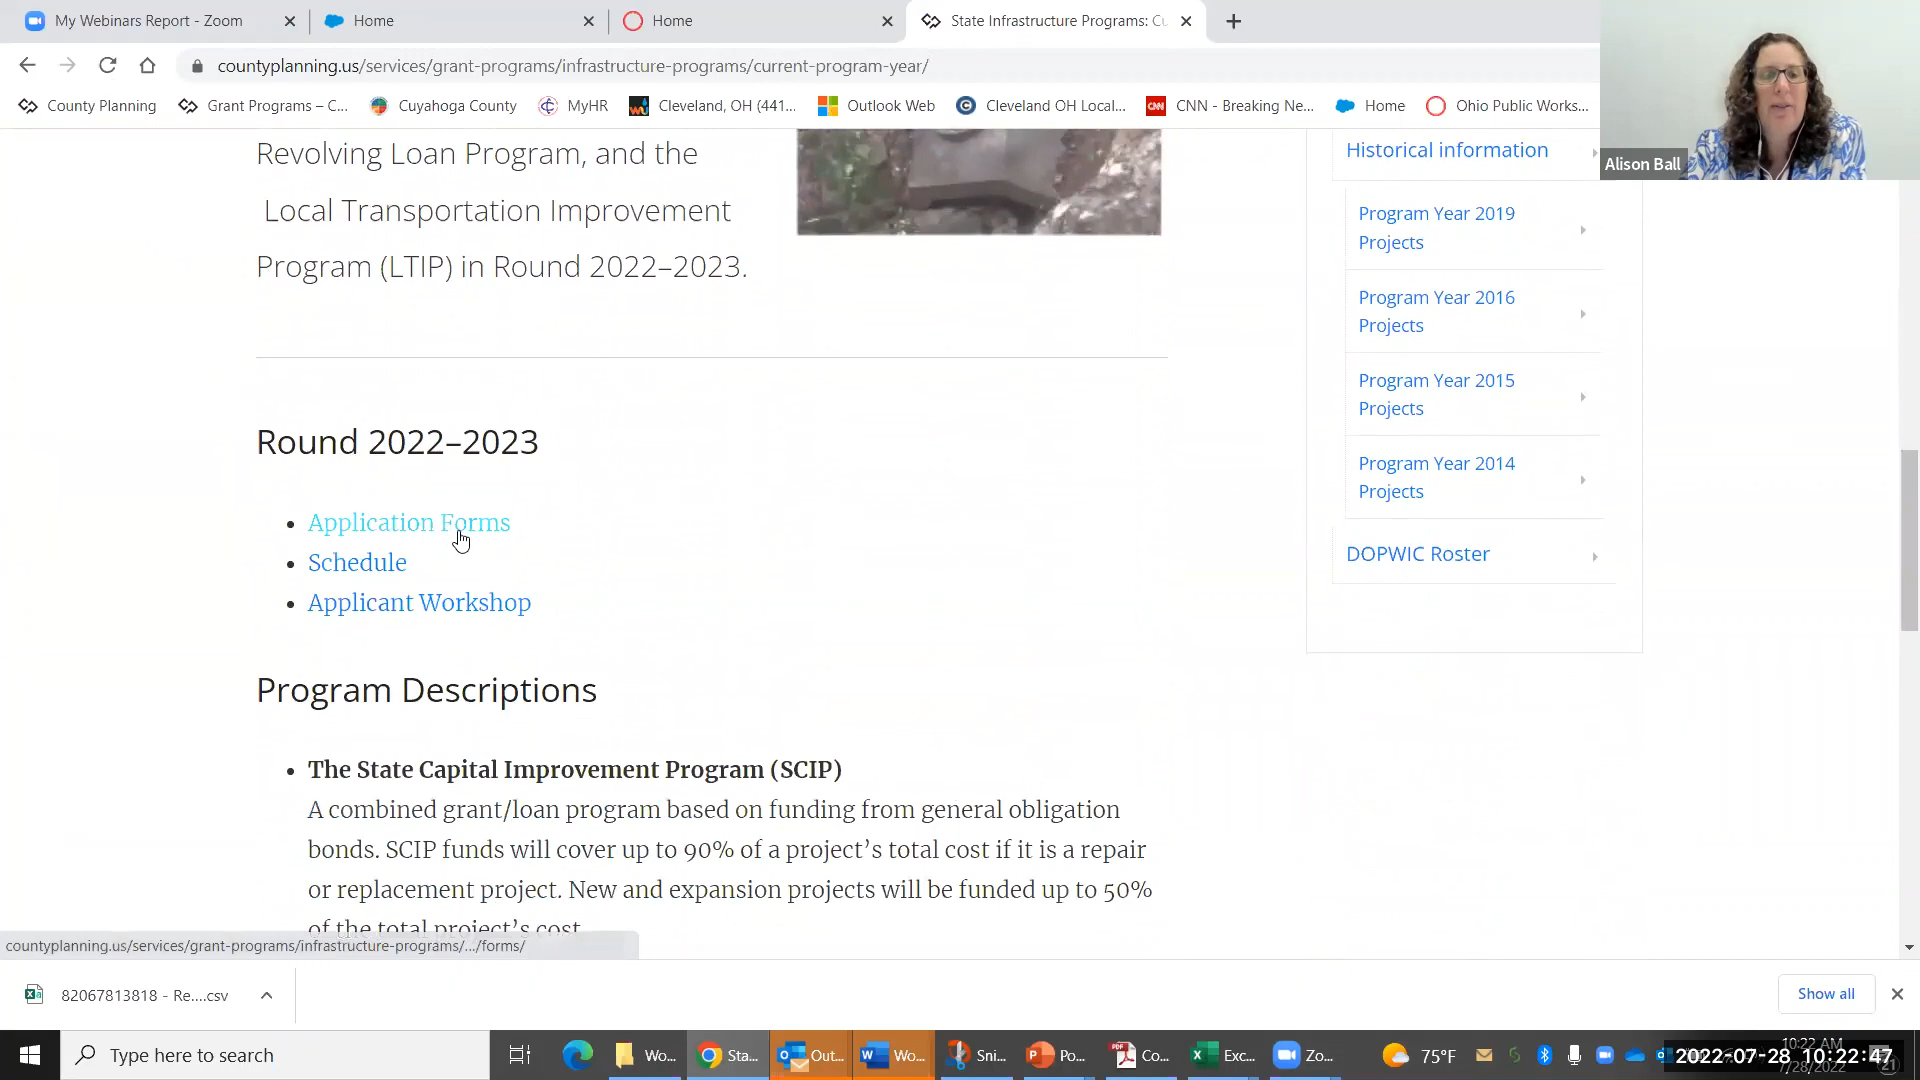 My Webinars Report - Zoom
Home
Home
State Infrastructure Programs: Cu
countyplanning.us/services/grant-programs/infrastructure-programs/current-program-year/
County Planning
Grant Programs – C...
Cuyahoga County
MyHR
Cleveland, OH (441...
Outlook Web
Cleveland OH Local...
CNN
CNN - Breaking Ne...
Home
Ohio Public Works...
Alison Ball
Revolving Loan Program, and the
Local Transportation Improvement
Program (LTIP) in Round 2022–2023.
Historical information
Program Year 2019
Projects
Program Year 2016
Projects
Program Year 2015
Projects
Program Year 2014
Projects
DOPWIC Roster
Round 2022–2023
• Application Forms
• Schedule
• Applicant Workshop
Program Descriptions
• The State Capital Improvement Program (SCIP)
A combined grant/loan program based on funding from general obligation
bonds. SCIP funds will cover up to 90% of a project’s total cost if it is a repair
or replacement project. New and expansion projects will be funded up to 50%
of the total project’s cost
countyplanning.us/services/grant-programs/infrastructure-programs/.../forms/
82067813818 - Re....csv
Show all
Type here to search
Wo...
Sta...
Out...
Wo...
Sni...
Po...
Co...
Exc...
Zo...
75°F
10:22 AM
7/28/2022
2022-07-28 10:22:47
21